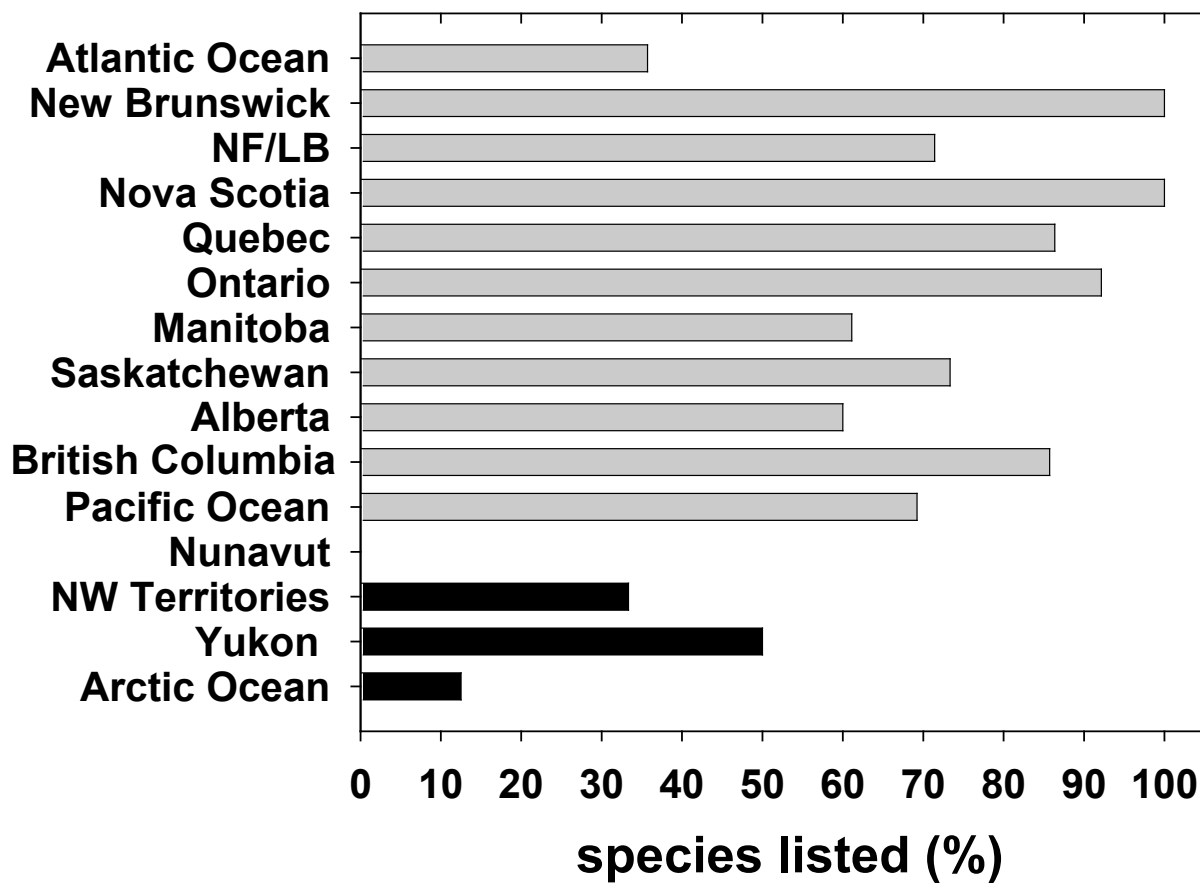 Atlantic Ocean
New Brunswick
NF/LB
Nova Scotia
Quebec
Ontario
Manitoba
Saskatchewan
Alberta
British Columbia
Pacific Ocean
Nunavut
NW Territories
Yukon
Arctic Ocean
0 10 20 30 40 50 60 70 80 90 100
species listed (%)